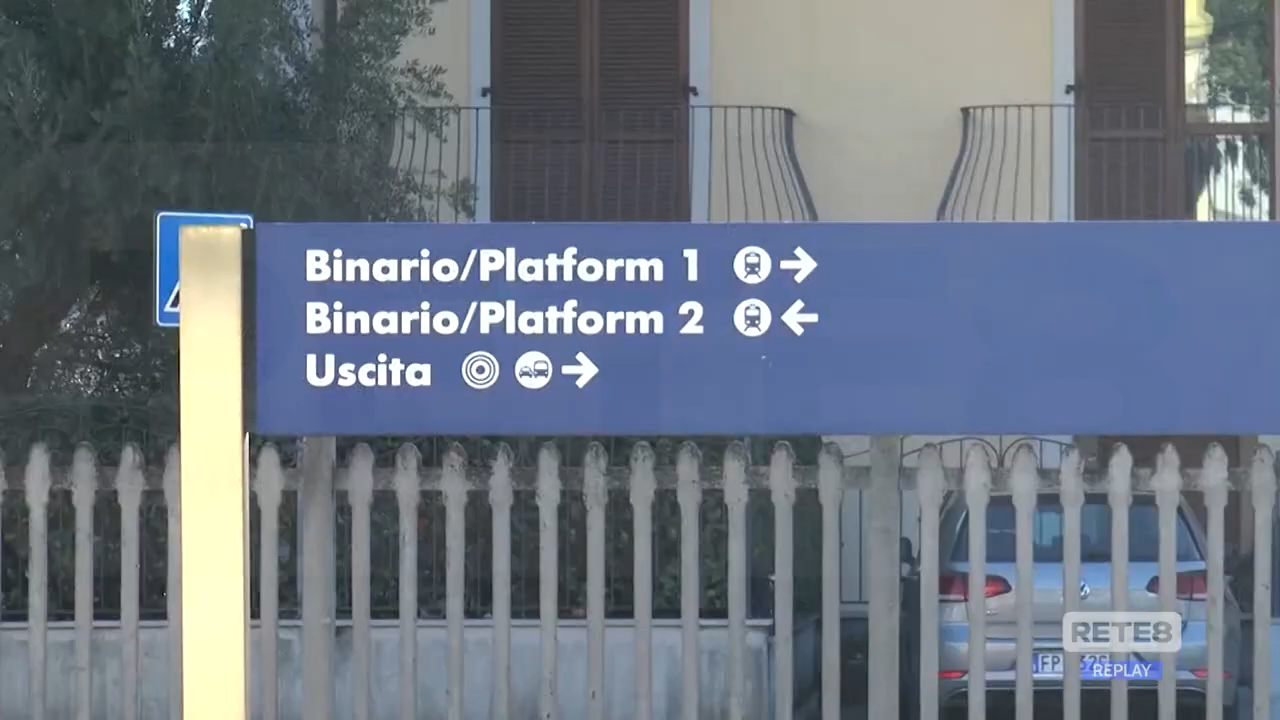 Binario/Platform 1
Binario/Platform 2
Uscita
RETE8
REPLAY